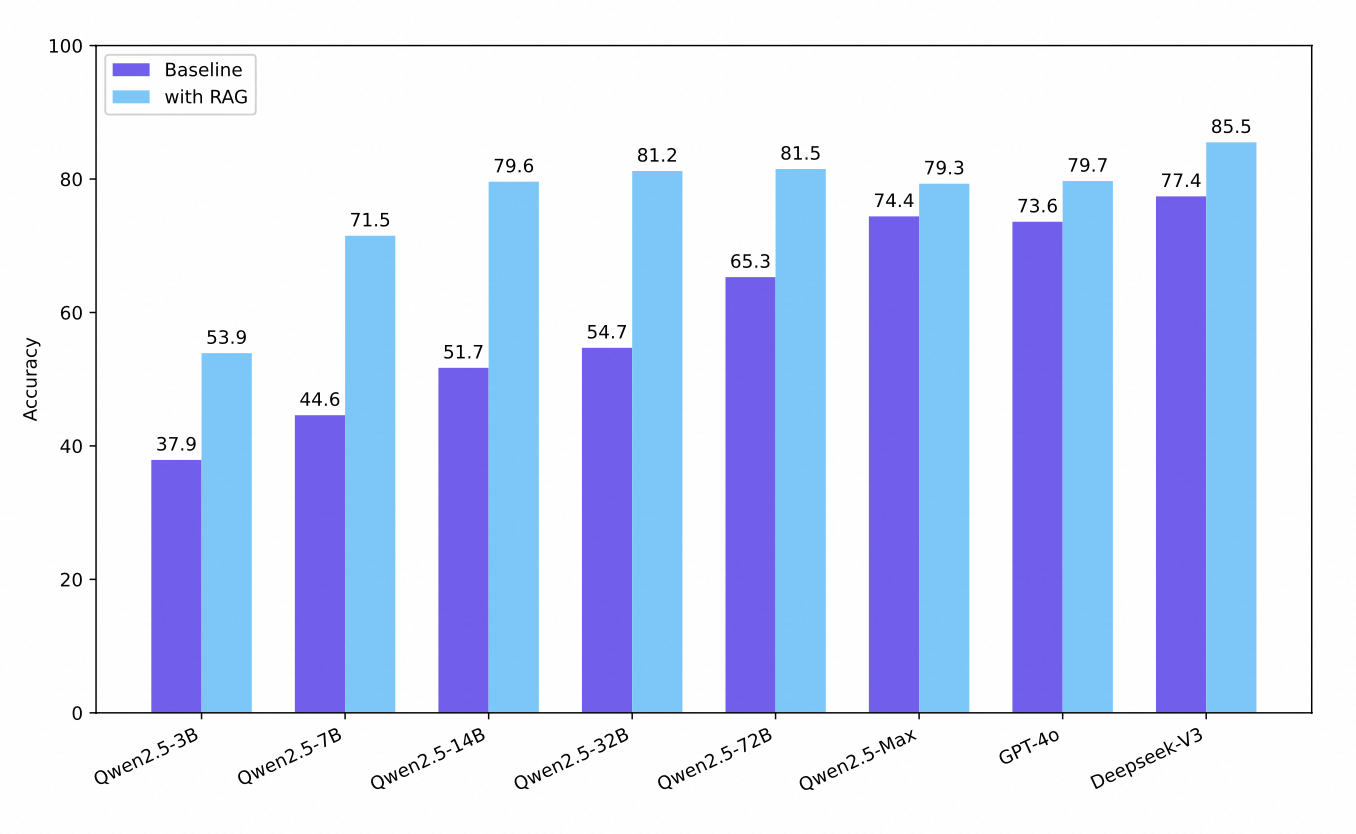 100
80
60
40
20
0
Accuracy
Baseline
with RAG
37.9
53.9
44.6
71.5
51.7
79.6
54.7
81.2
65.3
81.5
74.4
79.3
73.6
79.7
77.4
85.5
Qwen2.5-3B
Qwen2.5-7B
Qwen2.5-14B
Qwen2.5-32B
Qwen2.5-72B
Qwen2.5-Max
GPT-4o
Deepseek-V3